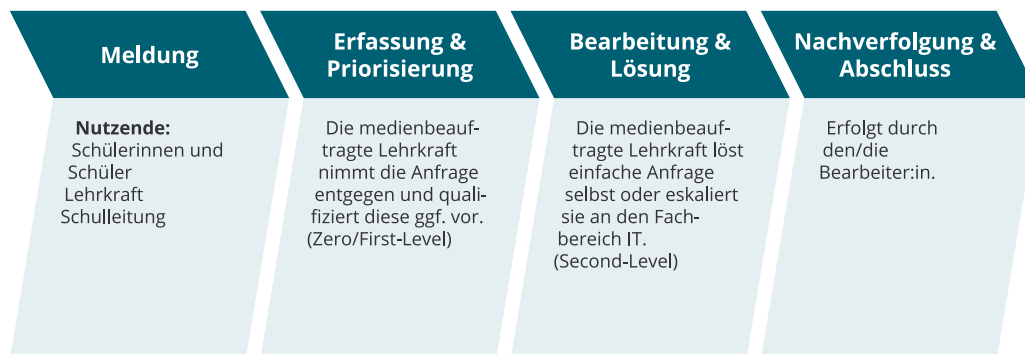 Meldung
Nutzende:
Schülerinnen und
Schüler
Lehrkraft
Schulleitung
Erfassung &
Priorisierung
Die medienbeauf-
tragte Lehrkraft
nimmt die Anfrage
entgegen und quali-
fiziert diese ggf. vor.
(Zero/First-Level)
Bearbeitung &
Lösung
Die medienbeauf-
tragte Lehrkraft löst
einfache Anfrage
selbst oder eskaliert
sie an den Fach-
bereich IT.
(Second-Level)
Nachverfolgung &
Abschluss
Erfolgt durch
den/die
Bearbeiter:in.